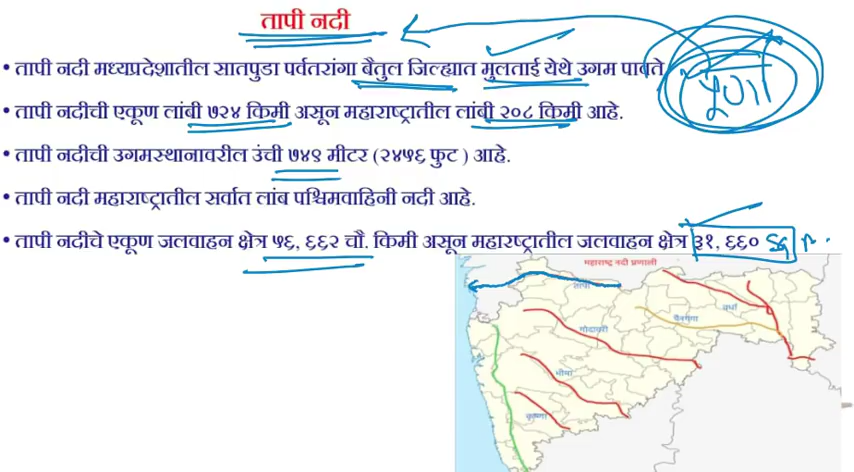 तापी नदी
• तापी नदी मध्यप्रदेशातील सातपुडा पर्वतरांगा बैतुल जिल्ह्यात मुलताई येथे उगम पावते
• तापी नदीची एकूण लांबी ७२४ किमी असून महाराष्ट्रातील लांबी २०८ किमी आहे.
• तापी नदीची उगमस्थानावरील उंची ७४९ मीटर (२४५६ फुट) आहे.
• तापी नदी महाराष्ट्रातील सर्वात लांब पश्चिमवाहिनी नदी आहे.
• तापी नदीचे एकूण जलवाहन क्षेत्र ५६, ६६२ चौ. किमी असून महारष्ट्रातील जलवाहन क्षेत्र ३१, ६६०
महाराष्ट्र नदी प्रणाली
तापी
वर्धा
पैनगंगा
गोदावरी
भीमा
कृष्णा